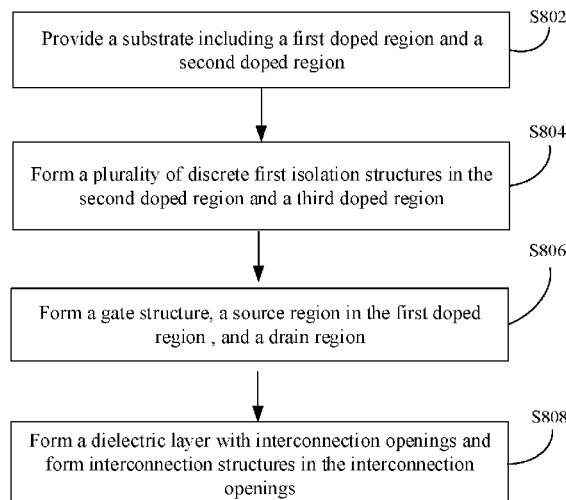 S802
Provide a substrate including a first doped region and a
second doped region
S804
Form a plurality of discrete first isolation structures in the
second doped region and a third doped region
S806
Form a gate structure, a source region in the first doped
region , and a drain region
S808
Form a dielectric layer with interconnection openings and
form interconnection structures in the interconnection
openings